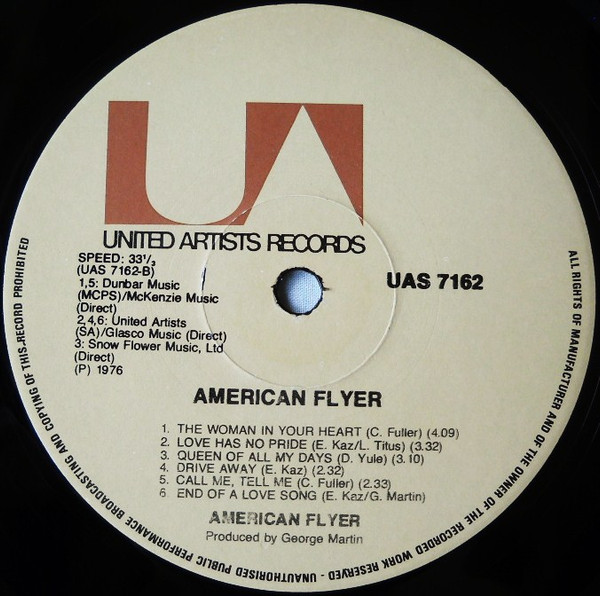 UA
UNITED ARTISTS RECORDS
SPEED: 33⅓
(UAS 7162-B)
1,5: Dunbar Music
(MCPS)/McKenzie Music
(Direct)
2,4,6: United Artists
(SA)/Glasco Music (Direct)
3: Snow Flower Music, Ltd
(Direct)
(P) 1976
UAS 7162
AMERICAN FLYER
1. THE WOMAN IN YOUR HEART (C. Fuller) (4.09)
2. LOVE HAS NO PRIDE (E. Kaz/L. Titus) (3.32)
3. QUEEN OF ALL MY DAYS (D. Yule) (3.10)
4. DRIVE AWAY (E. Kaz) (2.32)
5. CALL ME, TELL ME (C. Fuller) (2.33)
6. END OF A LOVE SONG (E. Kaz/G. Martin)
AMERICAN FLYER
Produced by George Martin
ALL RIGHTS OF MANUFACTURER AND OF THE OWNER OF THE RECORDED WORK RESERVED - UNAUTHORISED PUBLIC PERFORMANCE BROADCASTING AND COPYING OF THIS RECORD PROHIBITED